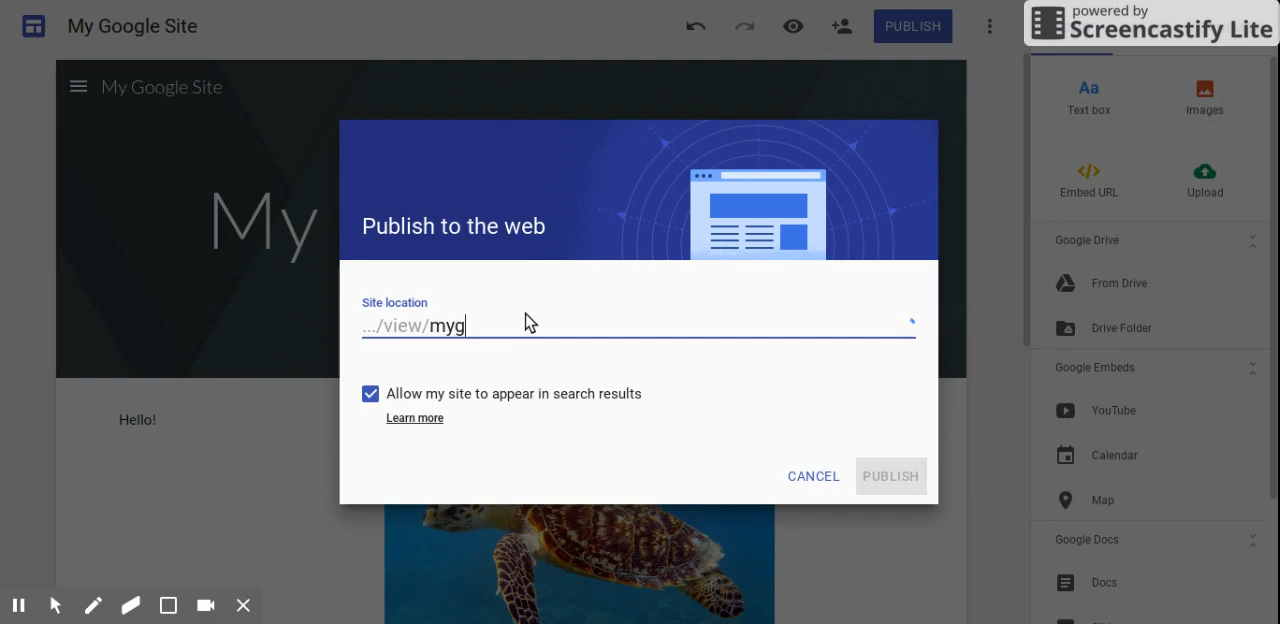 My Google Site
PUBLISH
powered by
Screencastify Lite
My Google Site
My
Hello!
Publish to the web
Site location
.../view/myg
Allow my site to appear in search results
Learn more
CANCEL
PUBLISH
Aa
Text box
Images
Embed URL
Upload
Google Drive
From Drive
Drive Folder
Google Embeds
YouTube
Calendar
Map
Google Docs
Docs